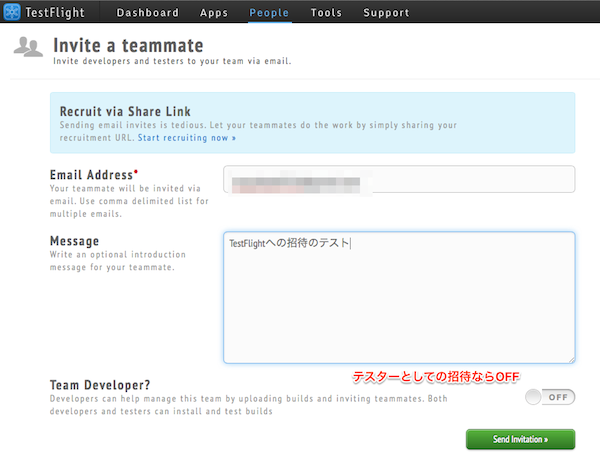 TestFlight Dashboard Apps People Tools Support
Invite a teammate
Invite developers and testers to your team via email.
Recruit via Share Link
Sending email invites is tedious. Let your teammates do the work by simply sharing your
recruitment URL. Start recruiting now »
Email Address*
Your teammate will be invited via
email. Use comma delimited list for
multiple emails.
Message
Write an optional introduction
message for your teammate.
TestFlightへの招待のテスト
テスターとしての招待ならOFF
Team Developer?
Developers can help manage this team by uploading builds and inviting teammates. Both
developers and testers can install and test builds
OFF
Send Invitation »